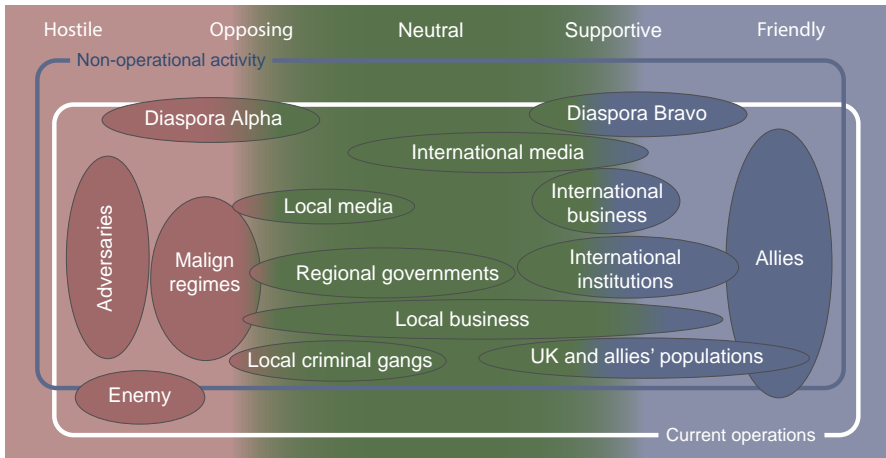 Hostile
Opposing
Neutral
Supportive
Friendly
Non-operational activity
Diaspora Alpha
Diaspora Bravo
International media
Adversaries
Malign
regimes
Local media
International
business
Regional governments
International
institutions
Allies
Local business
Local criminal gangs
UK and allies’ populations
Enemy
Current operations